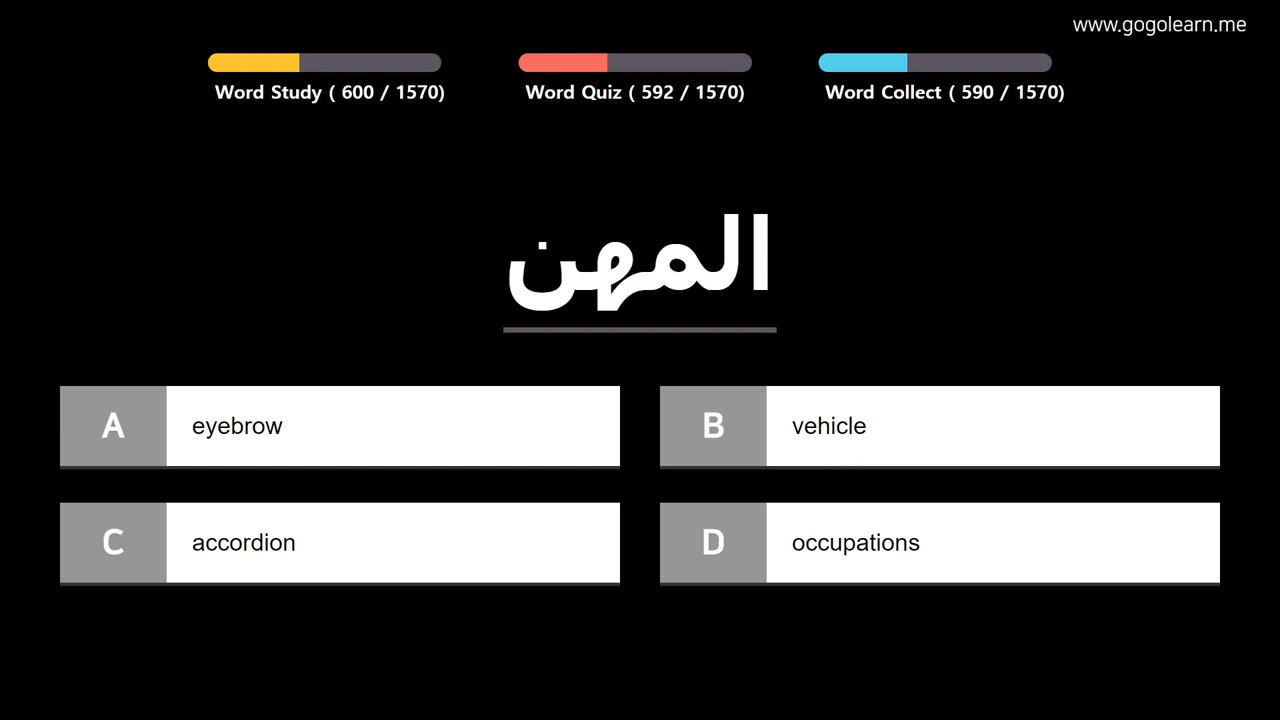 www.gogolearn.me
Word Study ( 600 / 1570)
Word Quiz ( 592 / 1570)
Word Collect ( 590 / 1570)
المهن
A eyebrow
B vehicle
C accordion
D occupations